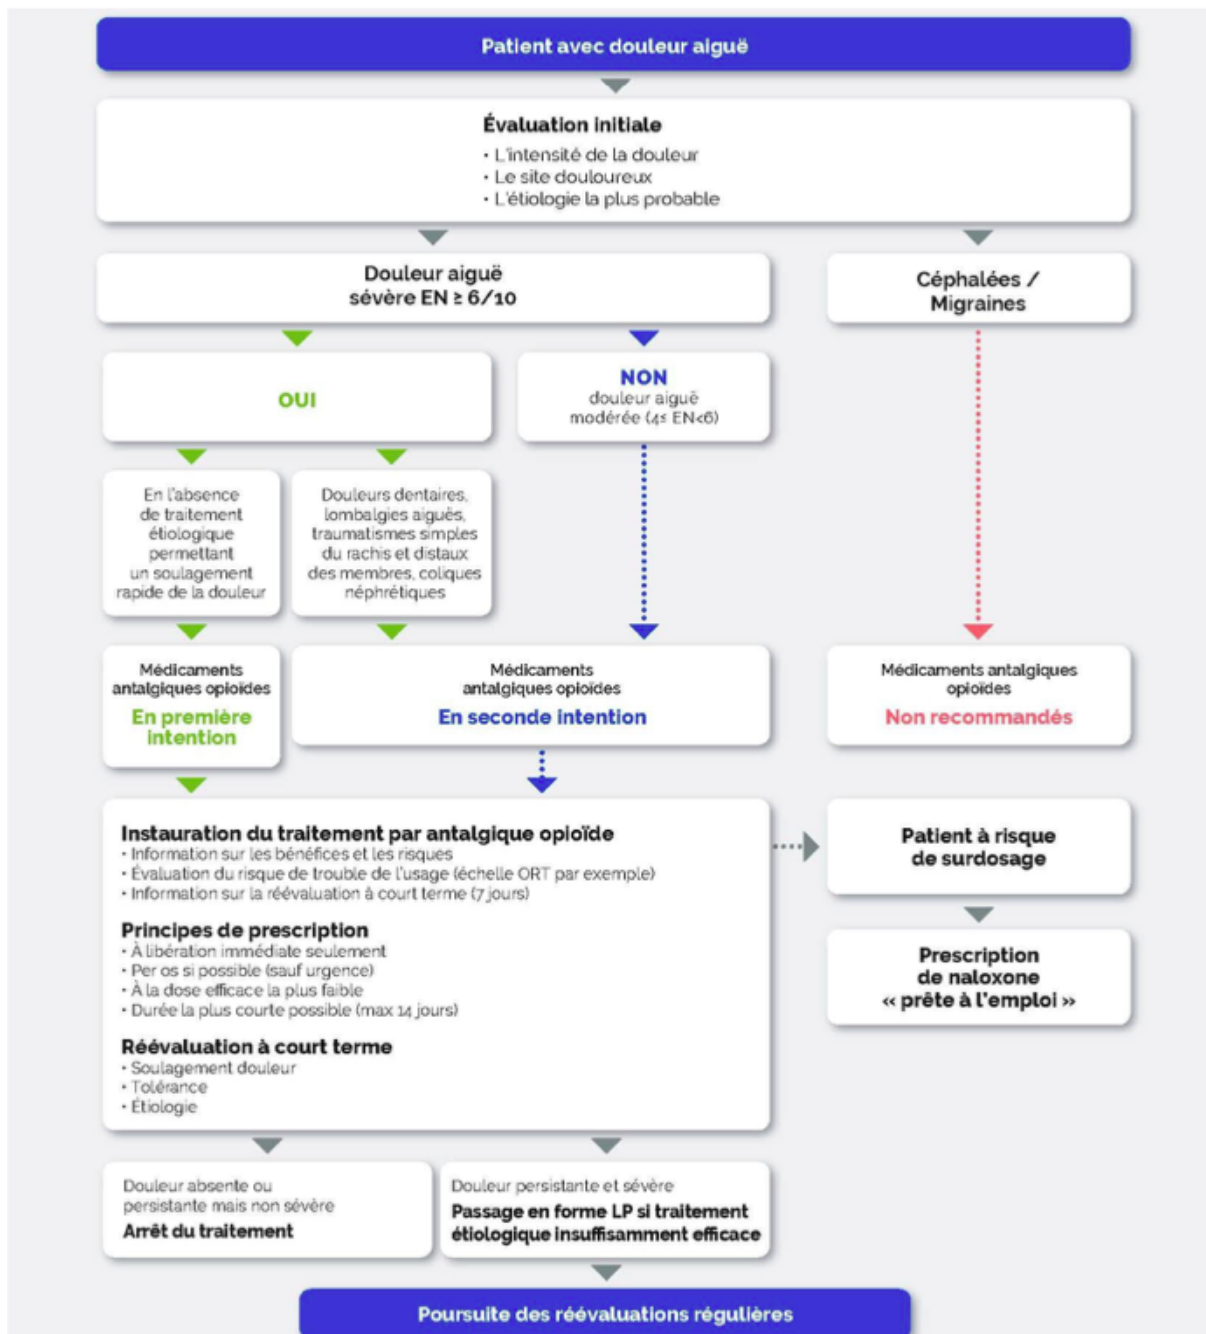 Patient avec douleur aiguë
Évaluation initiale
• L'intensité de la douleur
• Le site douloureux
• L'étiologie la plus probable
Douleur aiguë
sévère EN ≥ 6/10
Céphalées /
Migraines
OUI
NON
douleur aiguë
modérée (4≤ EN<6)
En l'absence
de traitement
étiologique
permettant
un soulagement
rapide de la douleur
Douleurs dentaires,
lombalgies aiguës,
traumatismes simples
du rachis et distaux
des membres, coliques
néphrétiques
Médicaments
antalgiques opioïdes
En première
intention
Médicaments
antalgiques opioïdes
En seconde intention
Médicaments antalgiques
opioïdes
Non recommandés
Instauration du traitement par antalgique opioïde
• Information sur les bénéfices et les risques
• Évaluation du risque de trouble de l'usage (échelle ORT par exemple)
• Information sur la réévaluation à court terme (7 jours)
Principes de prescription
• À libération immédiate seulement
• Per os si possible (sauf urgence)
• À la dose efficace la plus faible
• Durée la plus courte possible (max 14 jours)
Réévaluation à court terme
• Soulagement douleur
• Tolérance
• Étiologie
Patient à risque
de surdosage
Prescription
de naloxone
« prête à l'emploi »
Douleur absente ou
persistante mais non sévère
Arrêt du traitement
Douleur persistante et sévère
Passage en forme LP si traitement
étiologique insuffisamment efficace
Poursuite des réévaluations régulières